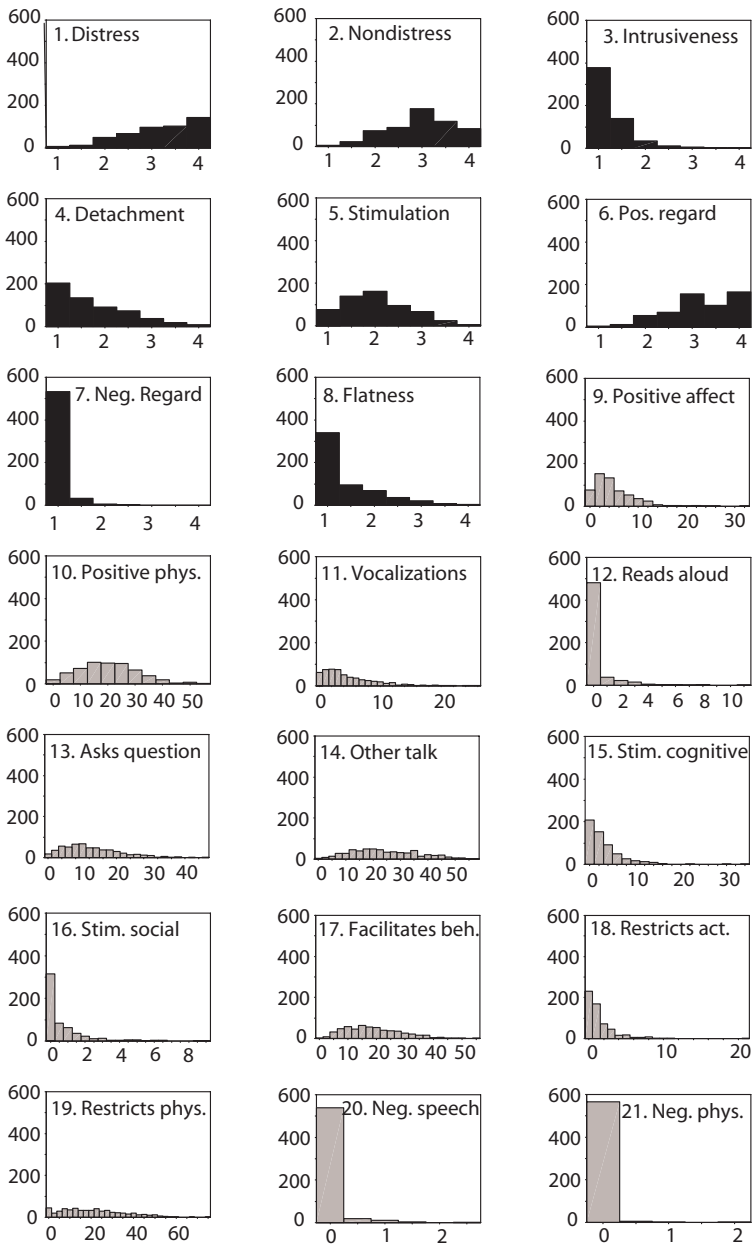 600 400 200 0
1. Distress
1 2 3 4
600 400 200 0
2. Nondistress
1 2 3 4
600 400 200 0
3. Intrusiveness
1 2 3 4
600 400 200 0
4. Detachment
1 2 3 4
600 400 200 0
5. Stimulation
1 2 3 4
600 400 200 0
6. Pos. regard
1 2 3 4
600 400 200 0
7. Neg. Regard
1 2 3 4
600 400 200 0
8. Flatness
1 2 3 4
600 400 200 0
9. Positive affect
0 10 20 30
600 400 200 0
10. Positive phys.
0 10 20 30 40 50
600 400 200 0
11. Vocalizations
0 10 20
600 400 200 0
12. Reads aloud
0 2 4 6 8 10
600 400 200 0
13. Asks question
0 10 20 30 40
600 400 200 0
14. Other talk
0 10 20 30 40 50
600 400 200 0
15. Stim. cognitive
0 10 20 30
600 400 200 0
16. Stim. social
0 2 4 6 8
600 400 200 0
17. Facilitates beh.
0 10 20 30 40 50
600 400 200 0
18. Restricts act.
0 10 20
600 400 200 0
19. Restricts phys.
0 20 40 60
600 400 200 0
20. Neg. speech
0 1 2
600 400 200 0
21. Neg. phys.
0 1 2